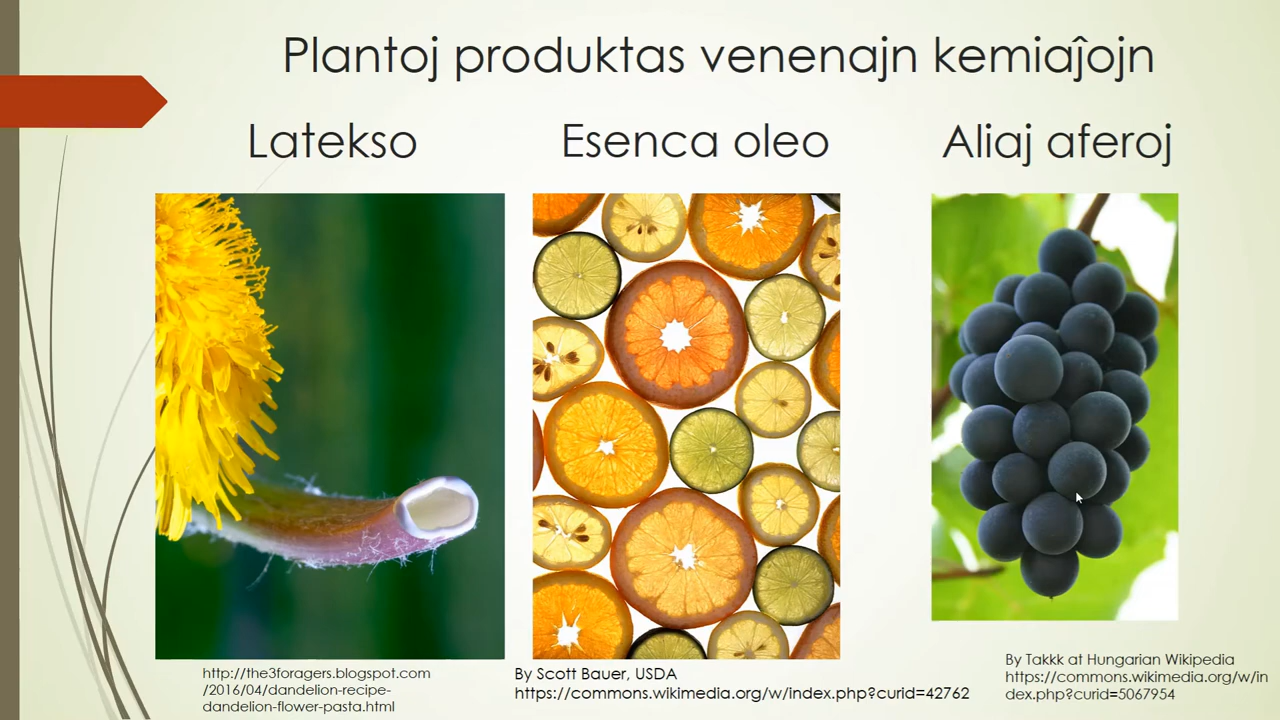 Plantoj produktas venenajn kemiaĵojn
Latekso
Esenca oleo
Aliaj aferoj
http://the3foragers.blogspot.com
/2016/04/dandelion-recipe-
dandelion-flower-pasta.html
By Scott Bauer, USDA
https://commons.wikimedia.org/w/index.php?curid=42762
By Takkk at Hungarian Wikipedia
https://commons.wikimedia.org/w/in
dex.php?curid=5067954